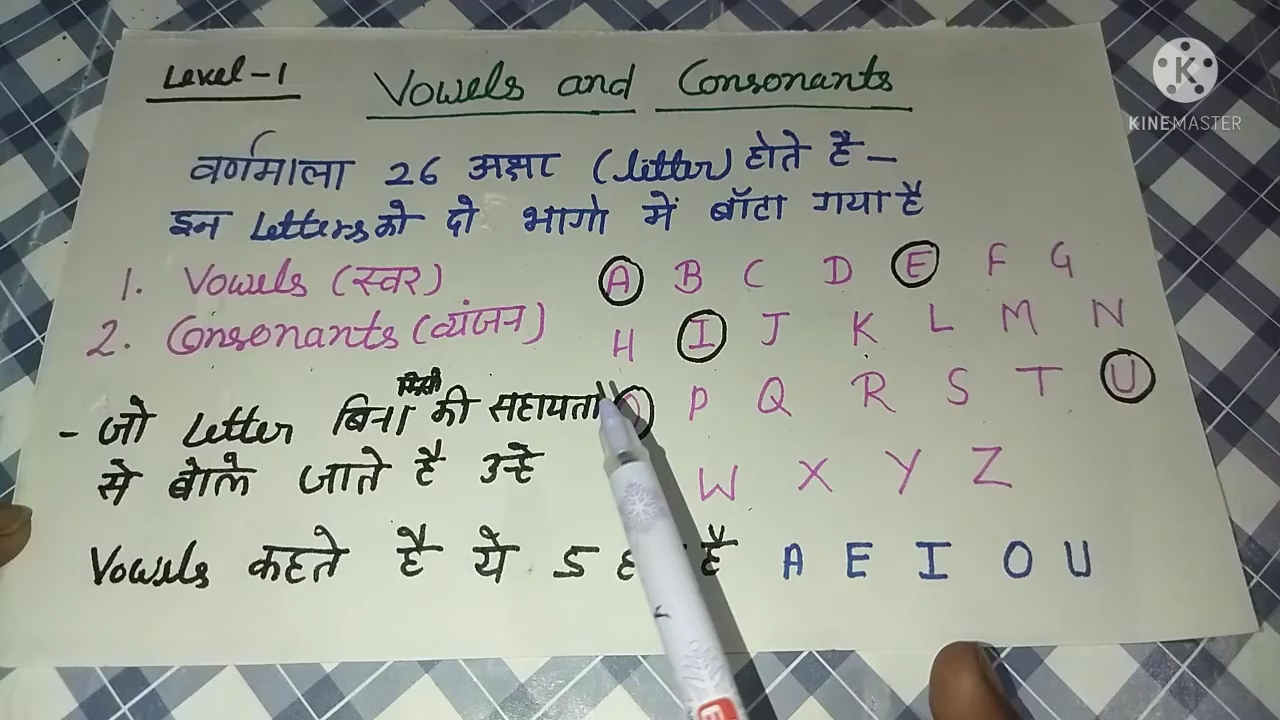 Level-1 Vowels and Consonants
K
KINEMASTER
वर्णमाला 26 अक्षर (litter) होते है -
इन Letters को दो भागो में बॉटा गया है
1. Vowels (स्वर)
2. Consonants (व्यंजन)
A B C D E F G
H I J K L M N
P Q R S T U
W X Y Z
किसी
- जो Letter बिना की सहायता
से बोले जाते है उन्हे
Vowels कहते है ये 5 है A E I O U